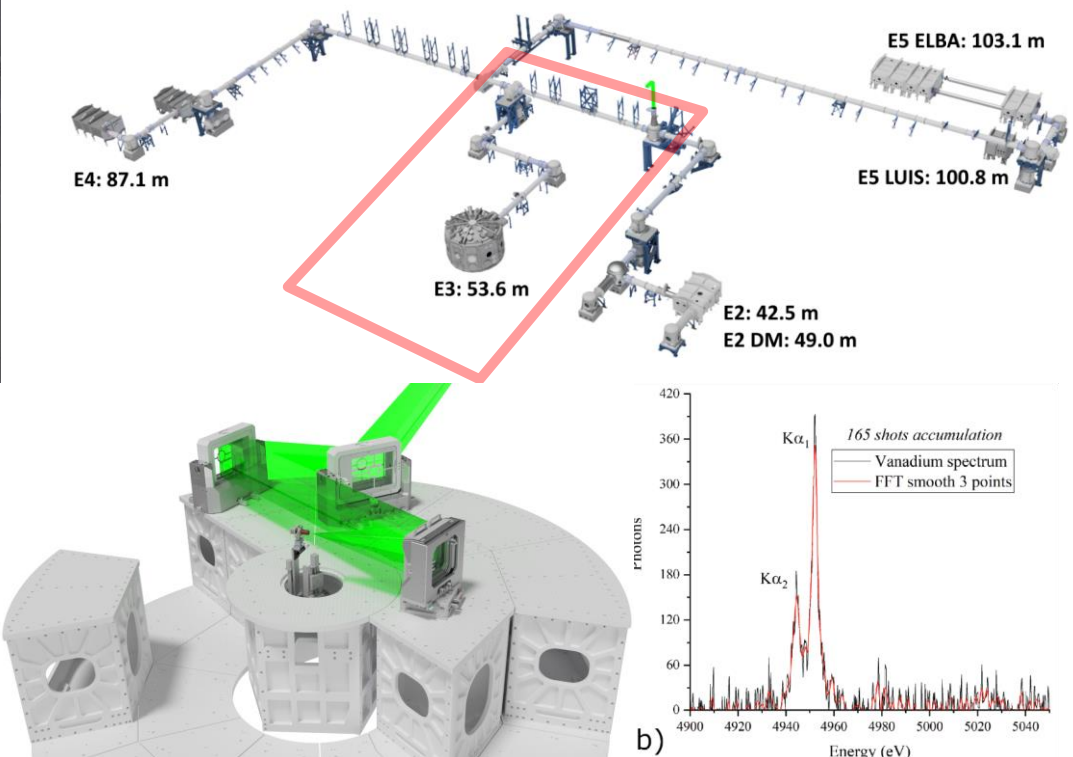 E5 ELBA: 103.1 m
E4: 87.1 m
E5 LUIS: 100.8 m
E3: 53.6 m
E2: 42.5 m
E2 DM: 49.0 m
420
360
300
240
180
120
60
0
Photons
Kα1
Kα2
165 shots accumulation
Vanadium spectrum
FFT smooth 3 points
4900 4920 4940 4960 4980 5000 5020 5040
Energy (eV)
b)